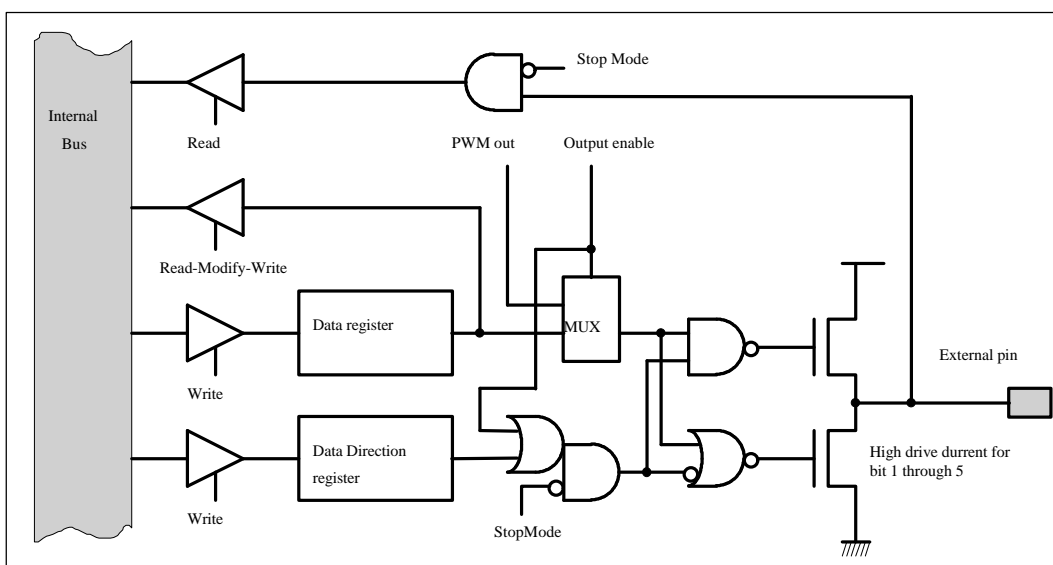 Stop Mode
Internal
Bus
Read
PWM out
Output enable
Read-Modify-Write
Data register
MUX
External pin
Write
Data Direction
register
High drive durrent for
bit 1 through 5
Write
StopMode